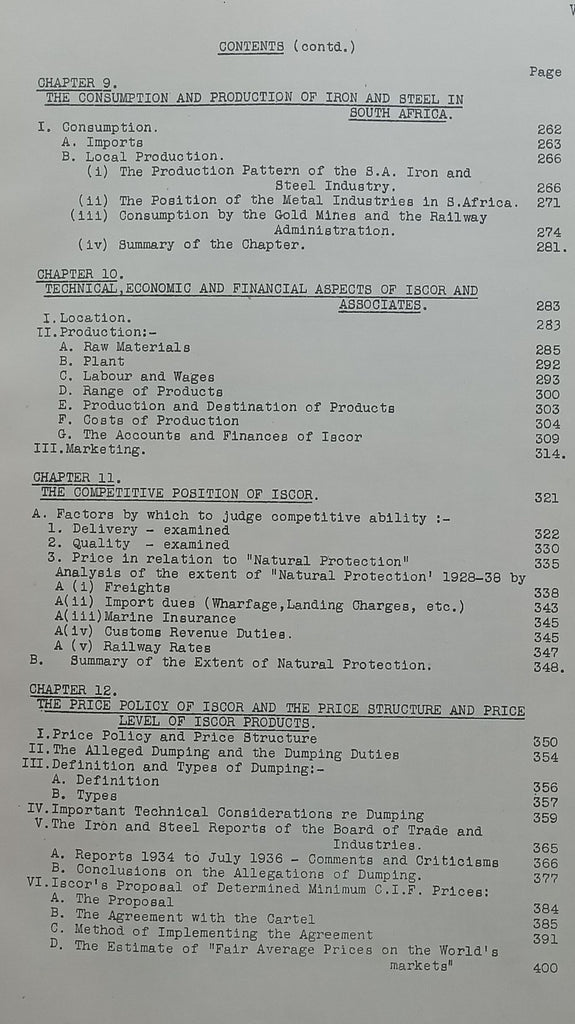 V
CONTENTS (contd.)
Page
CHAPTER 9.
THE CONSUMPTION AND PRODUCTION OF IRON AND STEEL IN
SOUTH AFRICA.
I. Consumption. 262
A. Imports 263
B. Local Production. 266
(i) The Production Pattern of the S.A. Iron and
Steel Industry. 266
(ii) The Position of the Metal Industries in S.Africa. 271
(iii) Consumption by the Gold Mines and the Railway
Administration. 274
(iv) Summary of the Chapter. 281.
CHAPTER 10.
TECHNICAL,ECONOMIC AND FINANCIAL ASPECTS OF ISCOR AND
ASSOCIATES. 283
I.Location. 283
II.Production:-
A. Raw Materials 285
B. Plant 292
C. Labour and Wages 293
D. Range of Products 300
E. Production and Destination of Products 303
F. Costs of Production 304
G. The Accounts and Finances of Iscor 309
III.Marketing. 314.
CHAPTER 11.
THE COMPETITIVE POSITION OF ISCOR. 321
A. Factors by which to judge competitive ability :-
1. Delivery - examined 322
2. Quality - examined 330
3. Price in relation to "Natural Protection" 335
Analysis of the extent of "Natural Protection' 1928-38 by
A (i) Freights 338
A(ii) Import dues (Wharfage,Landing Charges, etc.) 343
A(iii)Marine Insurance 345
A(iv) Customs Revenue Duties. 345
A (v) Railway Rates 347
B. Summary of the Extent of Natural Protection. 348.
CHAPTER 12.
THE PRICE POLICY OF ISCOR AND THE PRICE STRUCTURE AND PRICE
LEVEL OF ISCOR PRODUCTS.
I.Price Policy and Price Structure 350
II.The Alleged Dumping and the Dumping Duties 354
III.Definition and Types of Dumping:-
A. Definition 356
B. Types 357
IV.Important Technical Considerations re Dumping 359
V.The Iron and Steel Reports of the Board of Trade and
Industries. 365
A. Reports 1934 to July 1936 - Comments and Criticisms 366
B. Conclusions on the Allegations of Dumping. 377
VI.Iscor's Proposal of Determined Minimum C.I.F. Prices:
A. The Proposal 384
B. The Agreement with the Cartel 385
C. Method of Implementing the Agreement 391
D. The Estimate of "Fair Average Prices on the World's
markets" 400